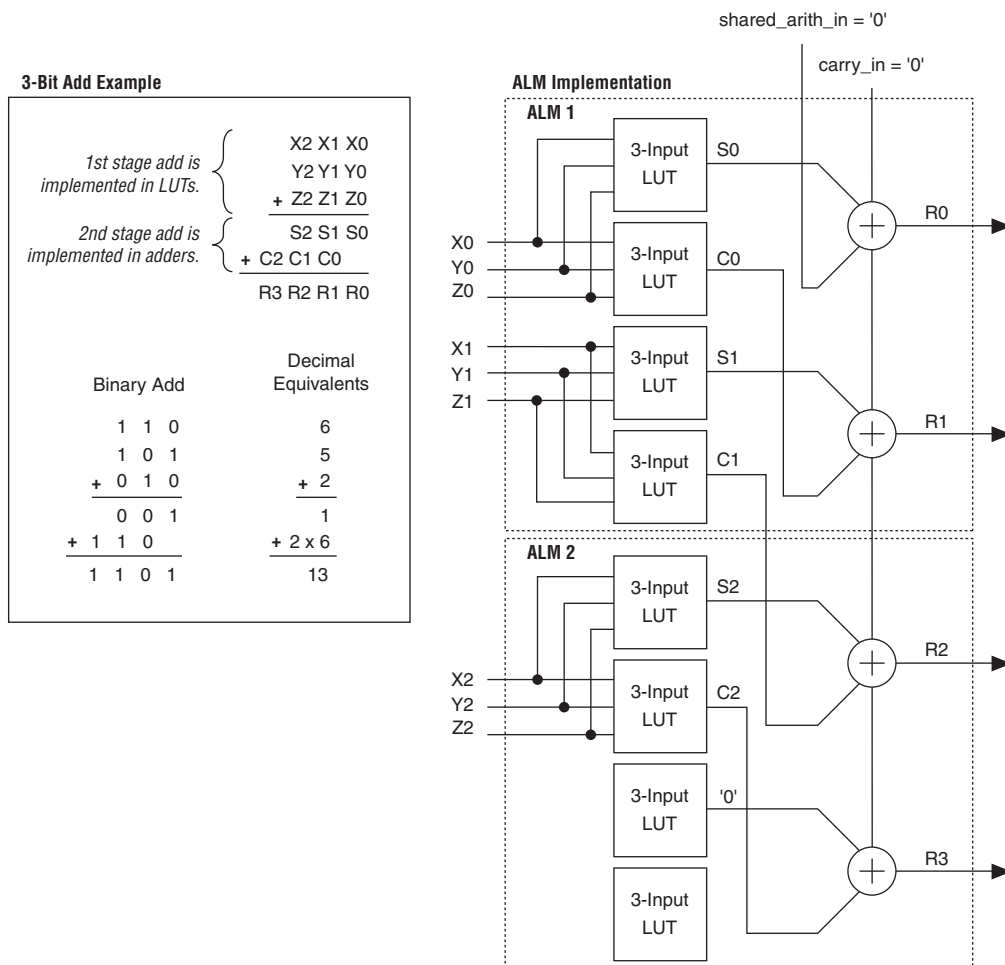 shared_arith_in = '0'
carry_in = '0'
3-Bit Add Example
1st stage add is
implemented in LUTs.
X2 X1 X0
Y2 Y1 Y0
+ Z2 Z1 Z0
2nd stage add is
implemented in adders.
S2 S1 S0
+ C2 C1 C0
R3 R2 R1 R0
Binary Add
Decimal
Equivalents
1 1 0
6
1 0 1
5
+ 0 1 0
+ 2
0 0 1
1
+ 1 1 0
+ 2 x 6
1 1 0 1
13
ALM Implementation
ALM 1
3-Input
LUT
S0
R0
X0
Y0
Z0
3-Input
LUT
C0
X1
Y1
Z1
3-Input
LUT
S1
R1
3-Input
LUT
C1
ALM 2
3-Input
LUT
S2
R2
X2
Y2
Z2
3-Input
LUT
C2
3-Input
LUT
'0'
R3
3-Input
LUT